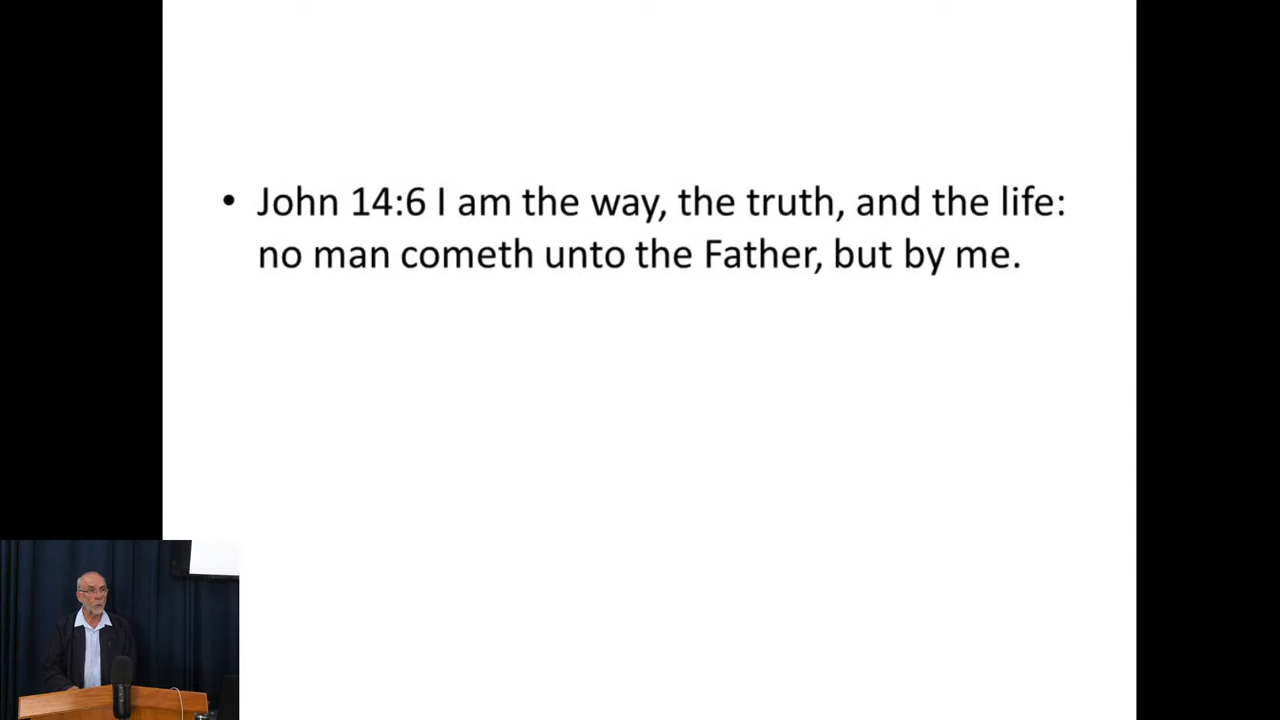 • John 14:6 I am the way, the truth, and the life:
no man cometh unto the Father, but by me.